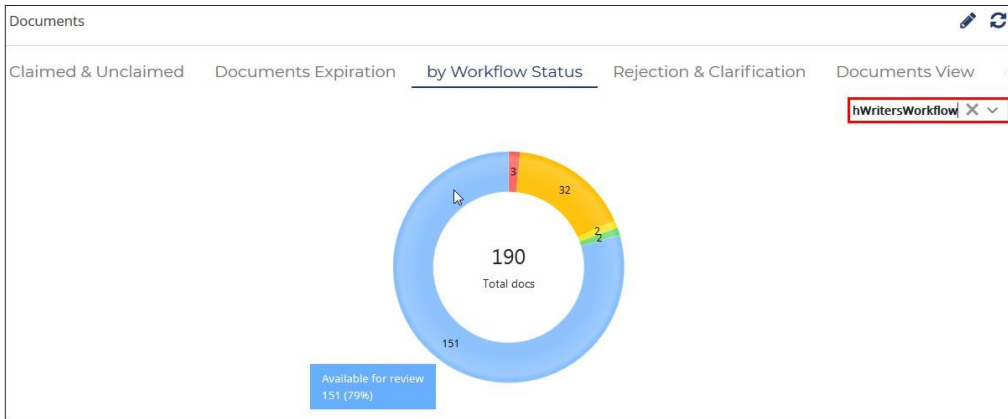 Documents
Claimed & Unclaimed Documents Expiration by Workflow Status Rejection & Clarification Documents View
hWritersWorkflow
3
32
2
2
190
Total docs
151
Available for review
151 (79%)